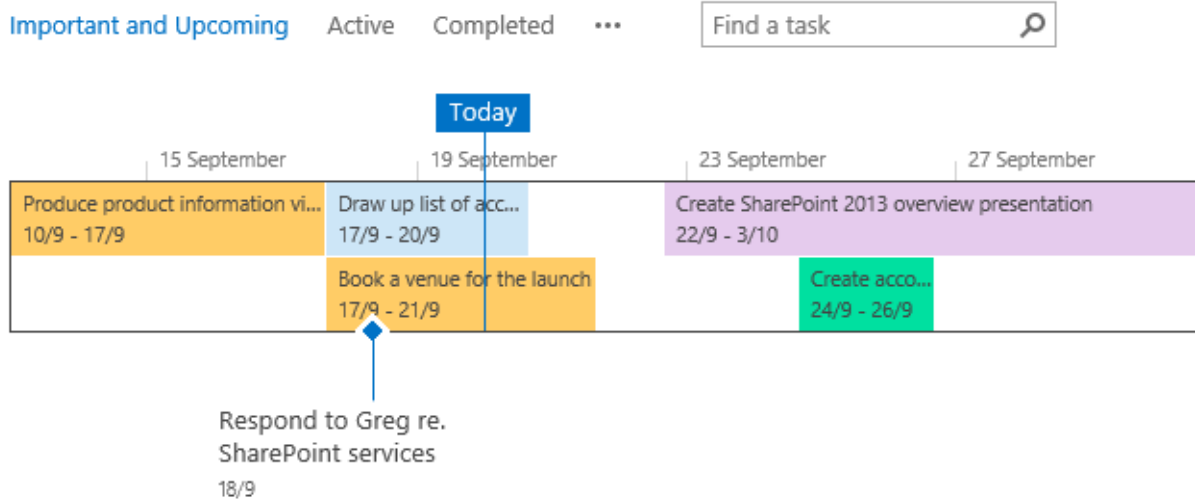 Important and Upcoming Active Completed ••• Find a task
Today
15 September 19 September 23 September 27 September
Produce product information vi... Draw up list of acc... Create SharePoint 2013 overview presentation
10/9 - 17/9 17/9 - 20/9 22/9 - 3/10
Book a venue for the launch Create acco...
17/9 - 21/9 24/9 - 26/9
Respond to Greg re.
SharePoint services
18/9